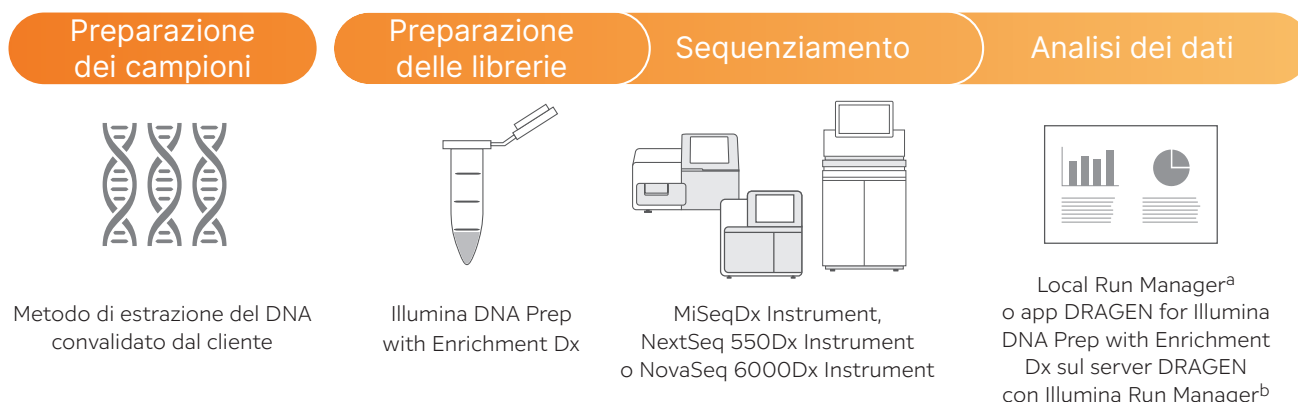 Preparazione
dei campioni
Preparazione
delle librerie
Sequenziamento
Analisi dei dati
Metodo di estrazione del DNA
convalidato dal cliente
Illumina DNA Prep
with Enrichment Dx
MiSeqDx Instrument,
NextSeq 550Dx Instrument
o NovaSeq 6000Dx Instrument
Local Run Managerᵃ
o app DRAGEN for Illumina
DNA Prep with Enrichment
Dx sul server DRAGEN
con Illumina Run Managerᵇ